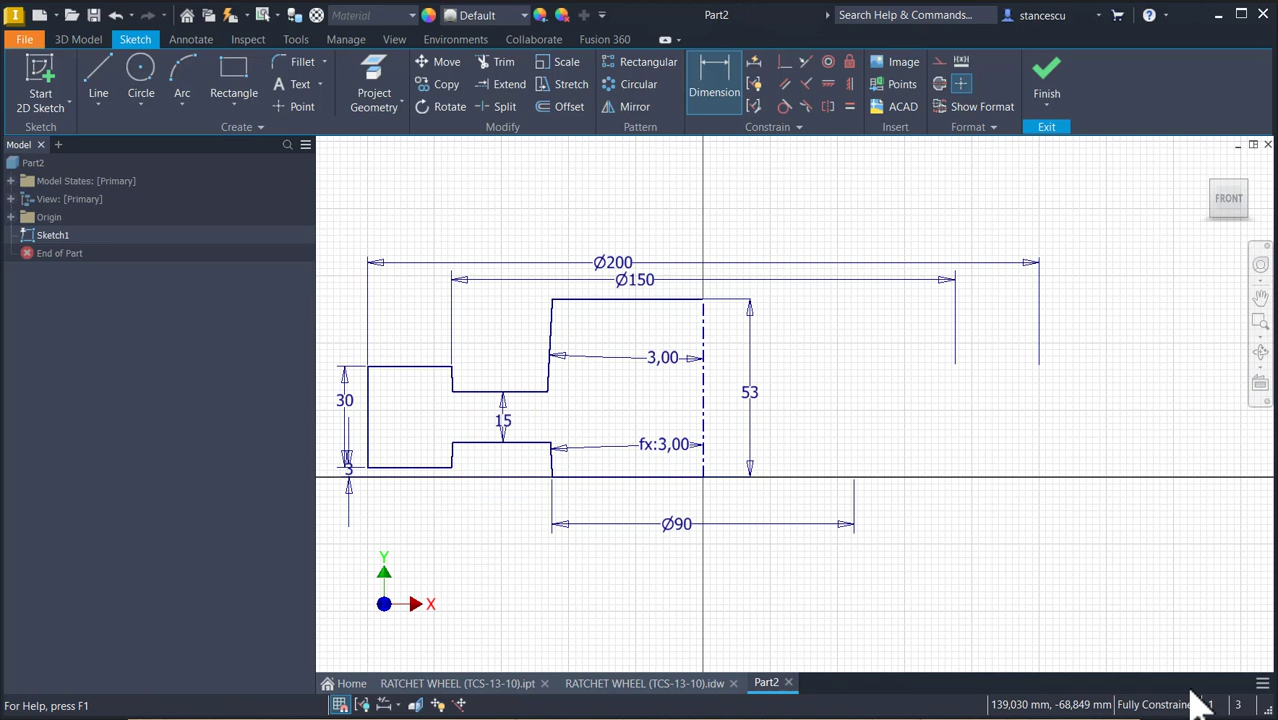 Material Default Part2 Search Help & Commands... stancescu
File 3D Model Sketch Annotate Inspect Tools Manage View Environments Collaborate Fusion 360
Start 2D Sketch Line Circle Arc Rectangle Fillet Text Point Project Geometry Move Copy Rotate Trim Extend Split Scale Stretch Offset Rectangular Circular Mirror Dimension Image Points ACAD Show Format Finish
Sketch Create Modify Pattern Constrain Insert Format Exit
Model
Part2
Model States: [Primary]
View: [Primary]
Origin
Sketch1
End of Part
FRONT
Ø200
Ø150
3,00
53
30
15
fx:3,00
3
Ø90
Y
X
Home RATCHET WHEEL (TCS-13-10).ipt RATCHET WHEEL (TCS-13-10).idw Part2
For Help, press F1 139,030 mm, -68,849 mm Fully Constraine 1 3